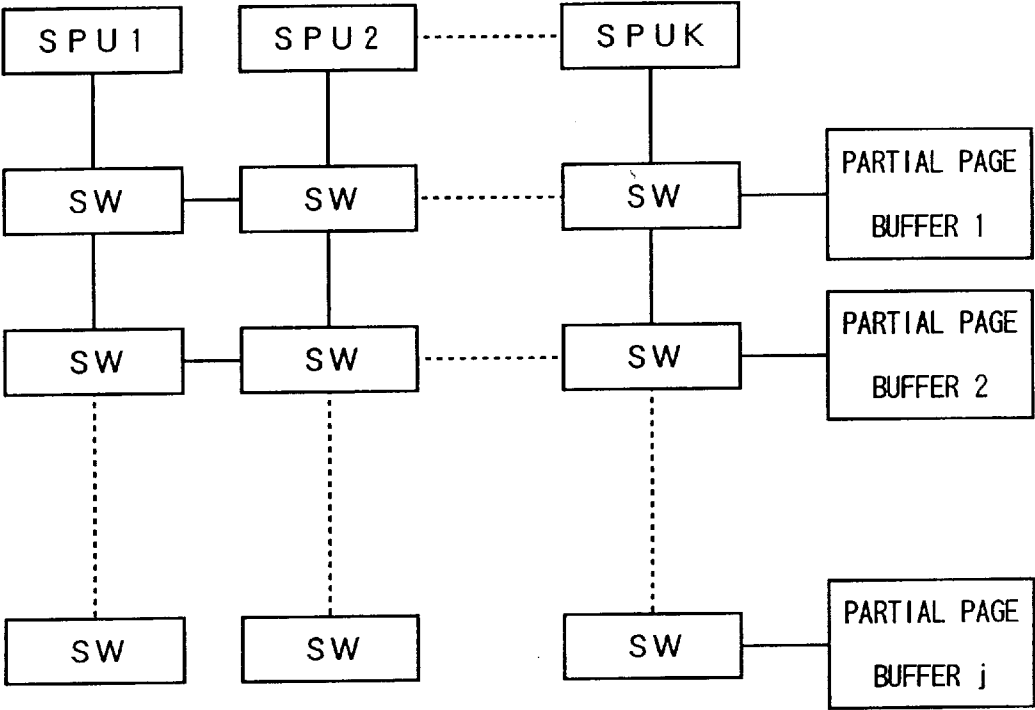 SPU1
SPU2
SPUK
SW
SW
SW
PARTIAL PAGE
BUFFER 1
SW
SW
SW
PARTIAL PAGE
BUFFER 2
SW
SW
SW
PARTIAL PAGE
BUFFER j